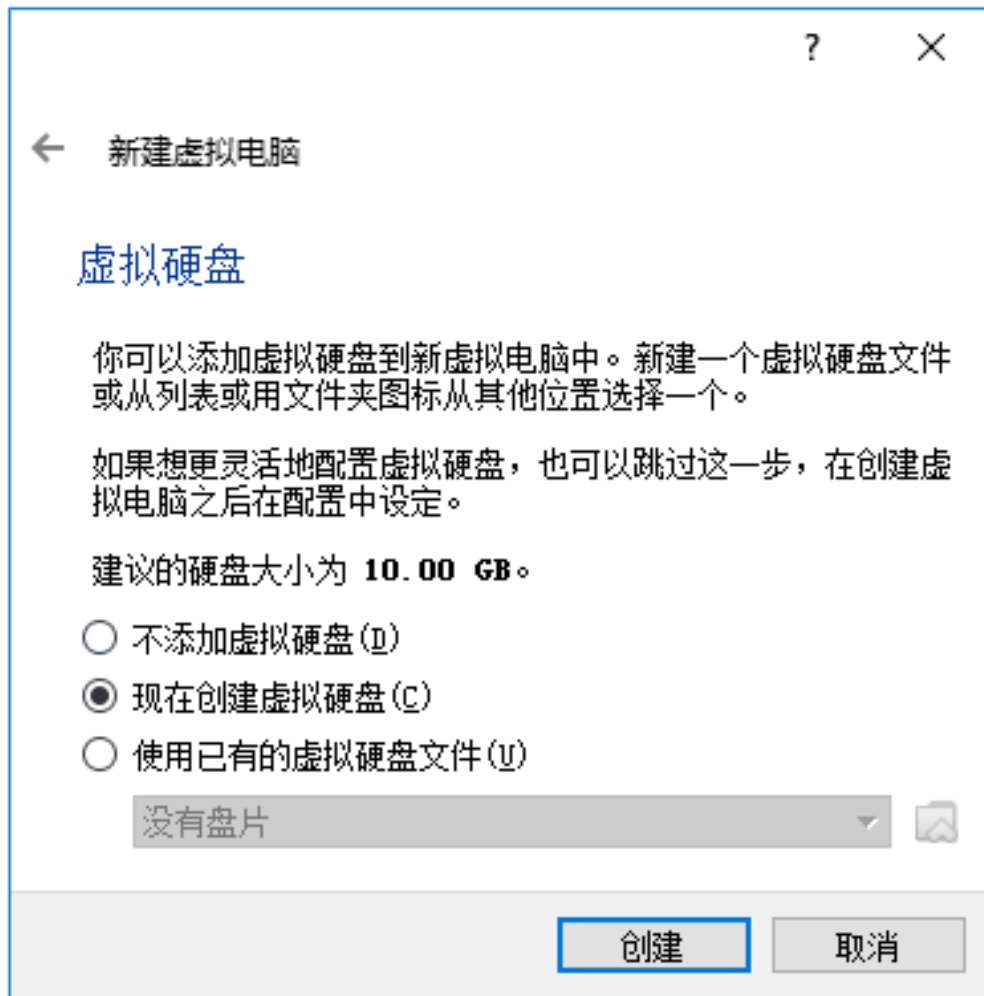 ?
新建虚拟电脑
虚拟硬盘
你可以添加虚拟硬盘到新虚拟电脑中。新建一个虚拟硬盘文件
或从列表或用文件夹图标从其他位置选择一个。
如果想更灵活地配置虚拟硬盘，也可以跳过这一步，在创建虚
拟电脑之后在配置中设定。
建议的硬盘大小为 10.00 GB。
不添加虚拟硬盘(D)
现在创建虚拟硬盘(C)
使用已有的虚拟硬盘文件(U)
没有盘片
创建 取消